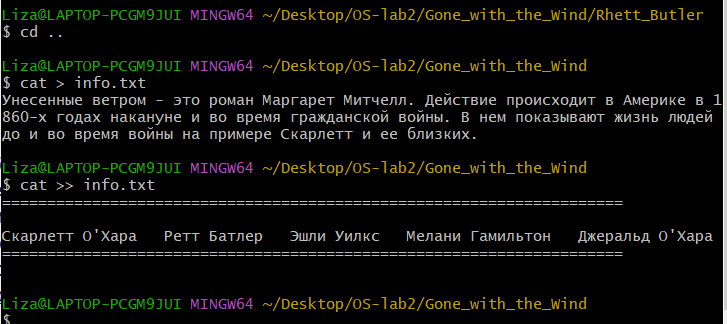 Liza@LAPTOP-PCGM9JUI MINGW64 ~/Desktop/OS-lab2/Gone_with_the_Wind/Rhett_Butler
$ cd ..
Liza@LAPTOP-PCGM9JUI MINGW64 ~/Desktop/OS-lab2/Gone_with_the_Wind
$ cat > info.txt
Унесенные ветром - это роман Маргарет Митчелл. Действие происходит в Америке в 1
860-х годах накануне и во время гражданской войны. В нем показывают жизнь людей
до и во время войны на примере Скарлетт и ее близких.
Liza@LAPTOP-PCGM9JUI MINGW64 ~/Desktop/OS-lab2/Gone_with_the_Wind
$ cat >> info.txt
=====================================================================
Скарлетт О'Хара   Ретт Батлер   Эшли Уилкс   Мелани Гамильтон   Джеральд О'Хара
=====================================================================
Liza@LAPTOP-PCGM9JUI MINGW64 ~/Desktop/OS-lab2/Gone_with_the_Wind
$